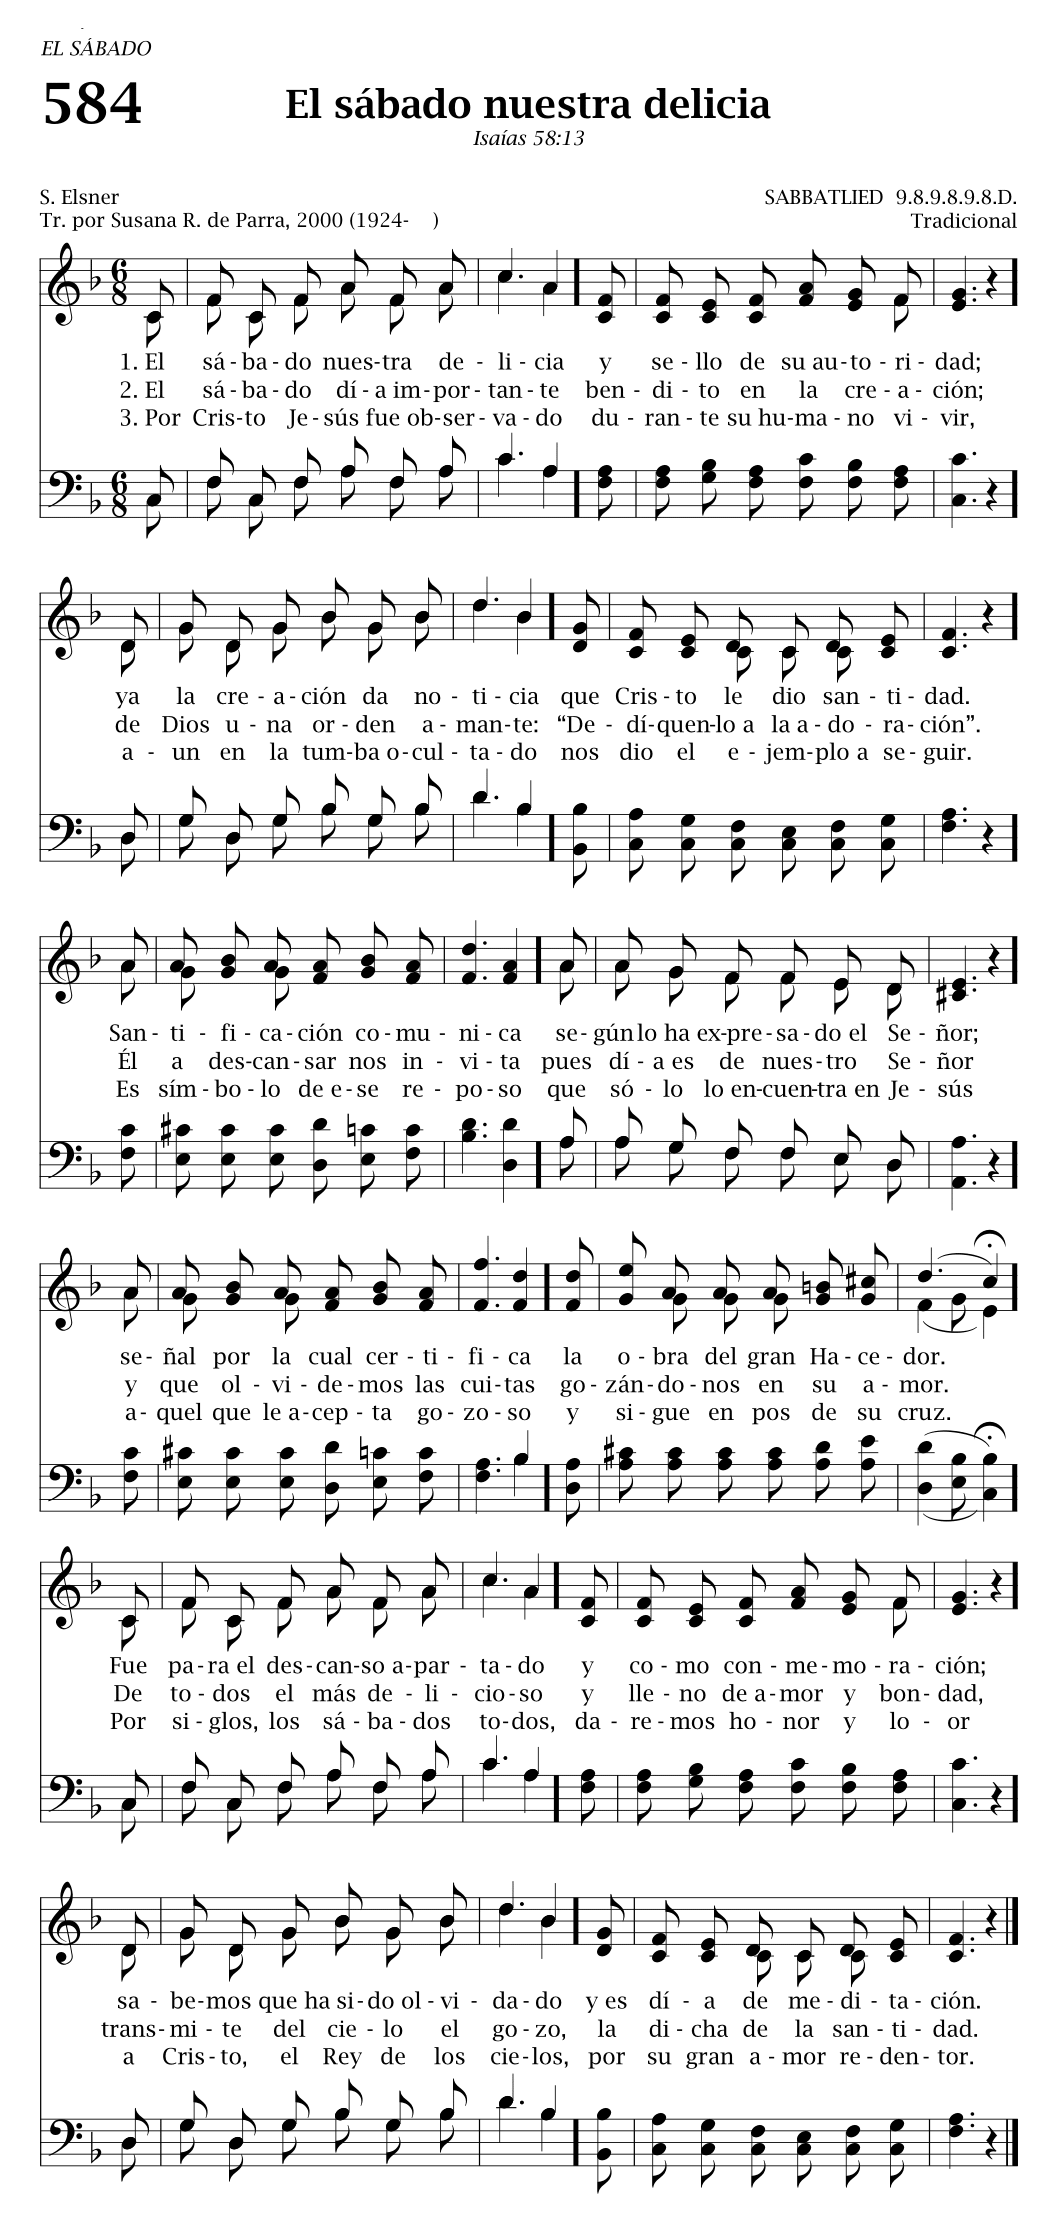 EL SÁBADO
584
El sábado nuestra delicia
Isaías 58:13
S. Elsner
SABBATLIED 9.8.9.8.9.8.D.
Tr. por Susana R. de Parra, 2000 (1924- )
Tradicional
1. El sá - ba - do nues - tra de - li - cia y se - llo de su au - to - ri - dad;
2. El sá - ba - do dí - a im - por - tan - te ben - di - to en la cre - a - ción;
3. Por Cris - to Je - sús fue ob - ser - va - do du - ran - te su hu - ma - no vi - vir,
ya la cre - a - ción da no - ti - cia que Cris - to le dio san - ti - dad.
de Dios u - na or - den a - man - te: “De - dí - quen - lo a la a - do - ra - ción”.
a - un en la tum - ba o - cul - ta - do nos dio el e - jem - plo a se - guir.
San - ti - fi - ca - ción co - mu - ni - ca se - gún lo ha ex - pre - sa - do el Se - ñor;
Él a des - can - sar nos in - vi - ta pues dí - a es de nues - tro Se - ñor
Es sím - bo - lo de e - se re - po - so que só - lo lo en - cuen - tra en Je - sús
se - ñal por la cual cer - ti - fi - ca la o - bra del gran Ha - ce - dor.
y que ol - vi - de - mos las cui - tas go - zán - do - nos en su a - mor.
a - quel que le a - cep - ta go - zo - so y si - gue en pos de su cruz.
Fue pa - ra el des - can - so a - par - ta - do y co - mo con - me - mo - ra - ción;
De to - dos el más de - li - cio - so y lle - no de a - mor y bon - dad,
Por si - glos, los sá - ba - dos to - dos, da - re - mos ho - nor y lo - or
sa - be - mos que ha si - do ol - vi - da - do y es dí - a de me - di - ta - ción.
trans - mi - te del cie - lo el go - zo, la di - cha de la san - ti - dad.
a Cris - to, el Rey de los cie - los, por su gran a - mor re - den - tor.